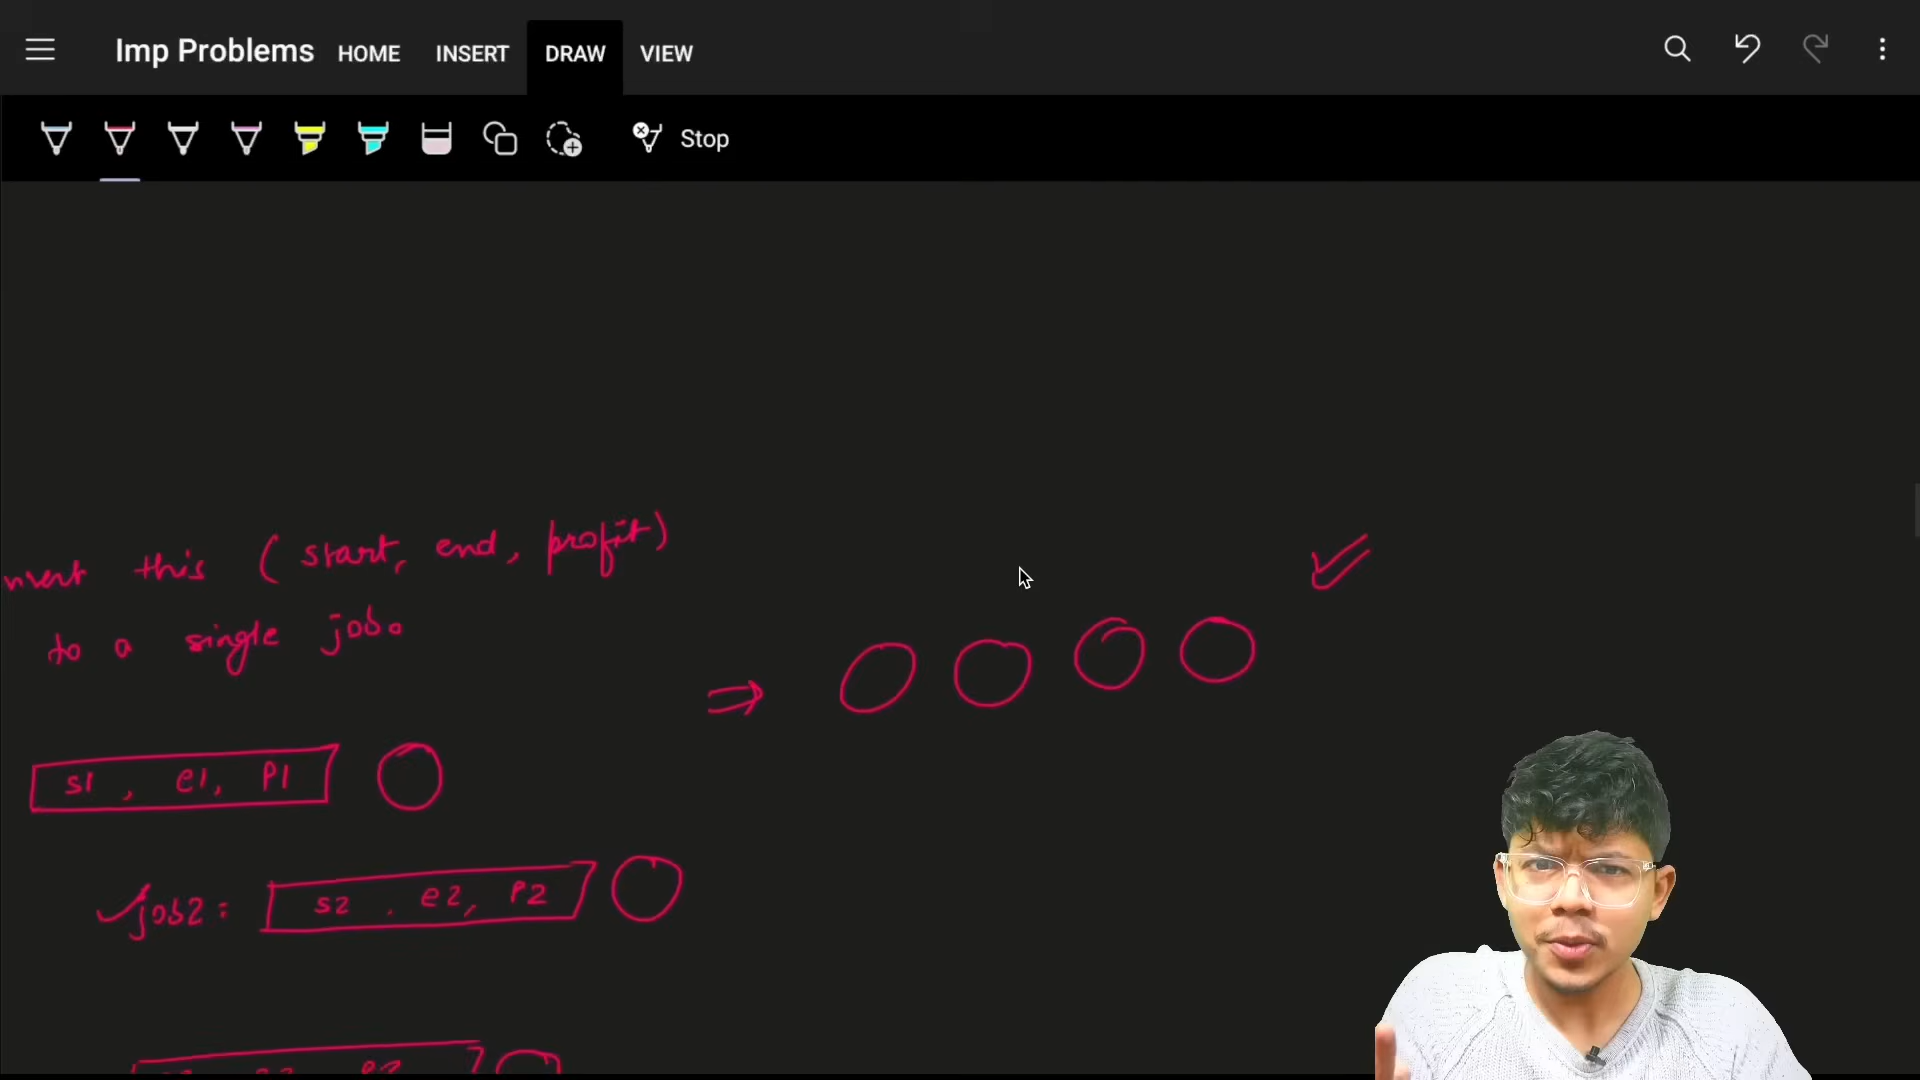 Imp Problems HOME INSERT DRAW VIEW
Stop
nvert this ( start, end, profit)
to a single job.
s1 , e1, P1
job2: s2 , e2, P2